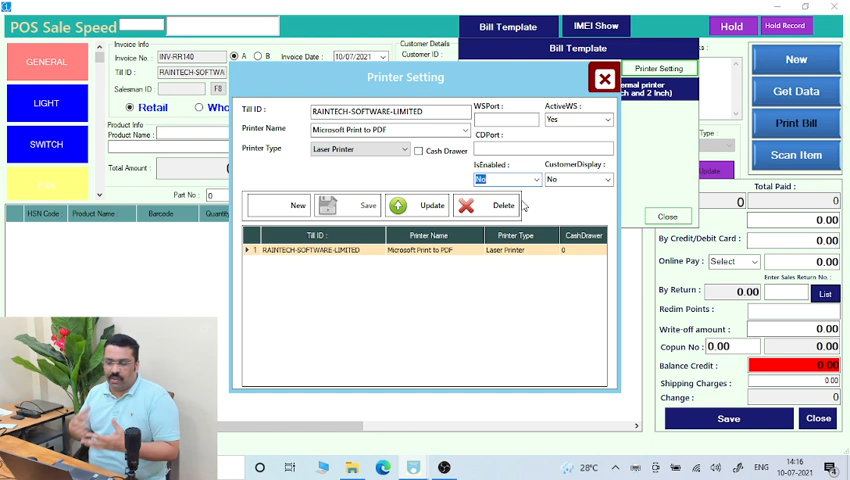 POS Sale Speed
Bill Template
IMEI Show
Hold
Hold Record
GENERAL
LIGHT
SWITCH
Invoice Info
Invoice No.
INV-RR140
A
B
Invoice Date :
10/07/2021
Till ID :
RAINTECH-SOFTWA
Salesman ID
F8
Retail
Product Info
Product Name :
Total Amount :
Part No :
0
Customer Details
Customer ID :
Bill Template
Printer Setting
Close
New
Get Data
Print Bill
Scan Item
Update
Printer Setting
Till ID :
RAINTECH-SOFTWARE-LIMITED
Printer Name
Microsoft Print to PDF
Printer Type
Laser Printer
Cash Drawer
WSPort :
ActiveWS :
Yes
CDPort :
IsEnabled :
No
CustomerDisplay :
No
New
Save
Update
Delete
Till ID :
Printer Name
Printer Type
CashDrawer
1
RAINTECH-SOFTWARE-LIMITED
Microsoft Print to PDF
Laser Printer
0
HSN Code :
Product Name :
Barcode
Quantity
Total Paid :
0
0
0.00
By Credit/Debit Card :
0.00
Online Pay :
Select
0.00
Enter Sales Return No. :
By Return :
0.00
List
Redim Points :
Write-off amount :
0.00
Copun No :
0.00
0.00
Balance Credit :
0.00
Shipping Charges :
0.00
Change :
0
Save
Close
28°C
ENG
14:16
10-07-2021
4